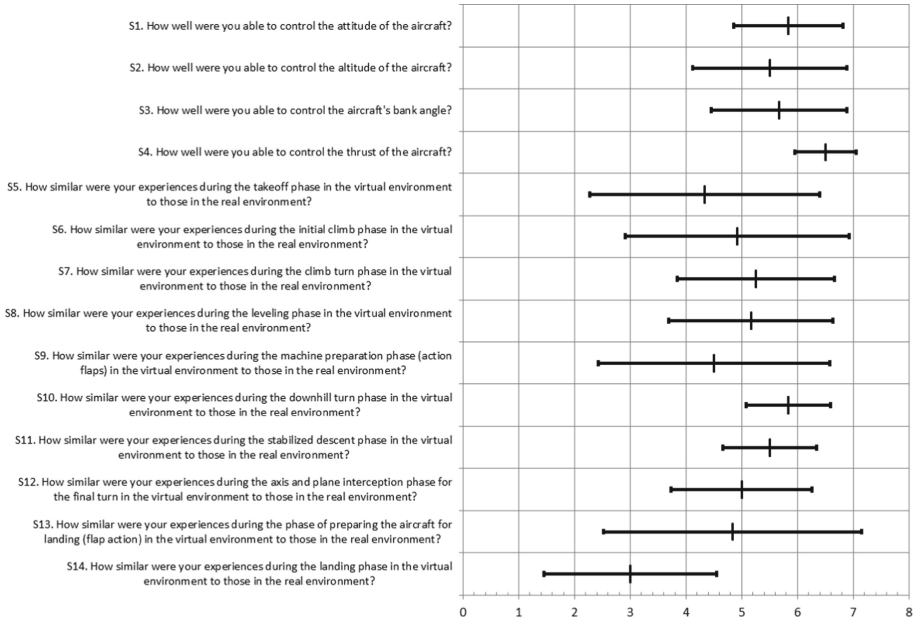 S1. How well were you able to control the attitude of the aircraft?
S2. How well were you able to control the altitude of the aircraft?
S3. How well were you able to control the aircraft's bank angle?
S4. How well were you able to control the thrust of the aircraft?
S5. How similar were your experiences during the takeoff phase in the virtual environment
to those in the real environment?
S6. How similar were your experiences during the initial climb phase in the virtual
environment to those in the real environment?
S7. How similar were your experiences during the climb turn phase in the virtual
environment to those in the real environment?
S8. How similar were your experiences during the leveling phase in the virtual environment
to those in the real environment?
S9. How similar were your experiences during the machine preparation phase (action
flaps) in the virtual environment to those in the real environment?
S10. How similar were your experiences during the downhill turn phase in the virtual
environment to those in the real environment?
S11. How similar were your experiences during the stabilized descent phase in the virtual
environment to those in the real environment?
S12. How similar were your experiences during the axis and plane interception phase for
the final turn in the virtual environment to those in the real environment?
S13. How similar were your experiences during the phase of preparing the aircraft for
landing (flap action) in the virtual environment to those in the real environment?
S14. How similar were your experiences during the landing phase in the virtual
environment to those in the real environment?
0 1 2 3 4 5 6 7 8